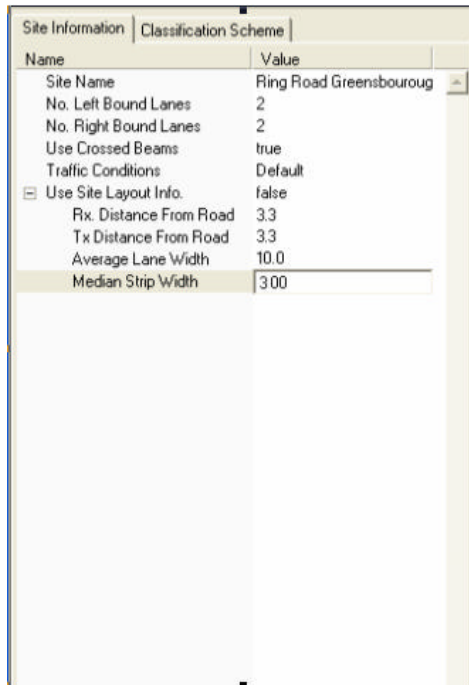 Site Information Classification Scheme
Name Value
Site Name Ring Road Greensbouroug
No. Left Bound Lanes 2
No. Right Bound Lanes 2
Use Crossed Beams true
Traffic Conditions Default
Use Site Layout Info. false
Rx. Distance From Road 3.3
Tx Distance From Road 3.3
Average Lane Width 10.0
Median Strip Width 300